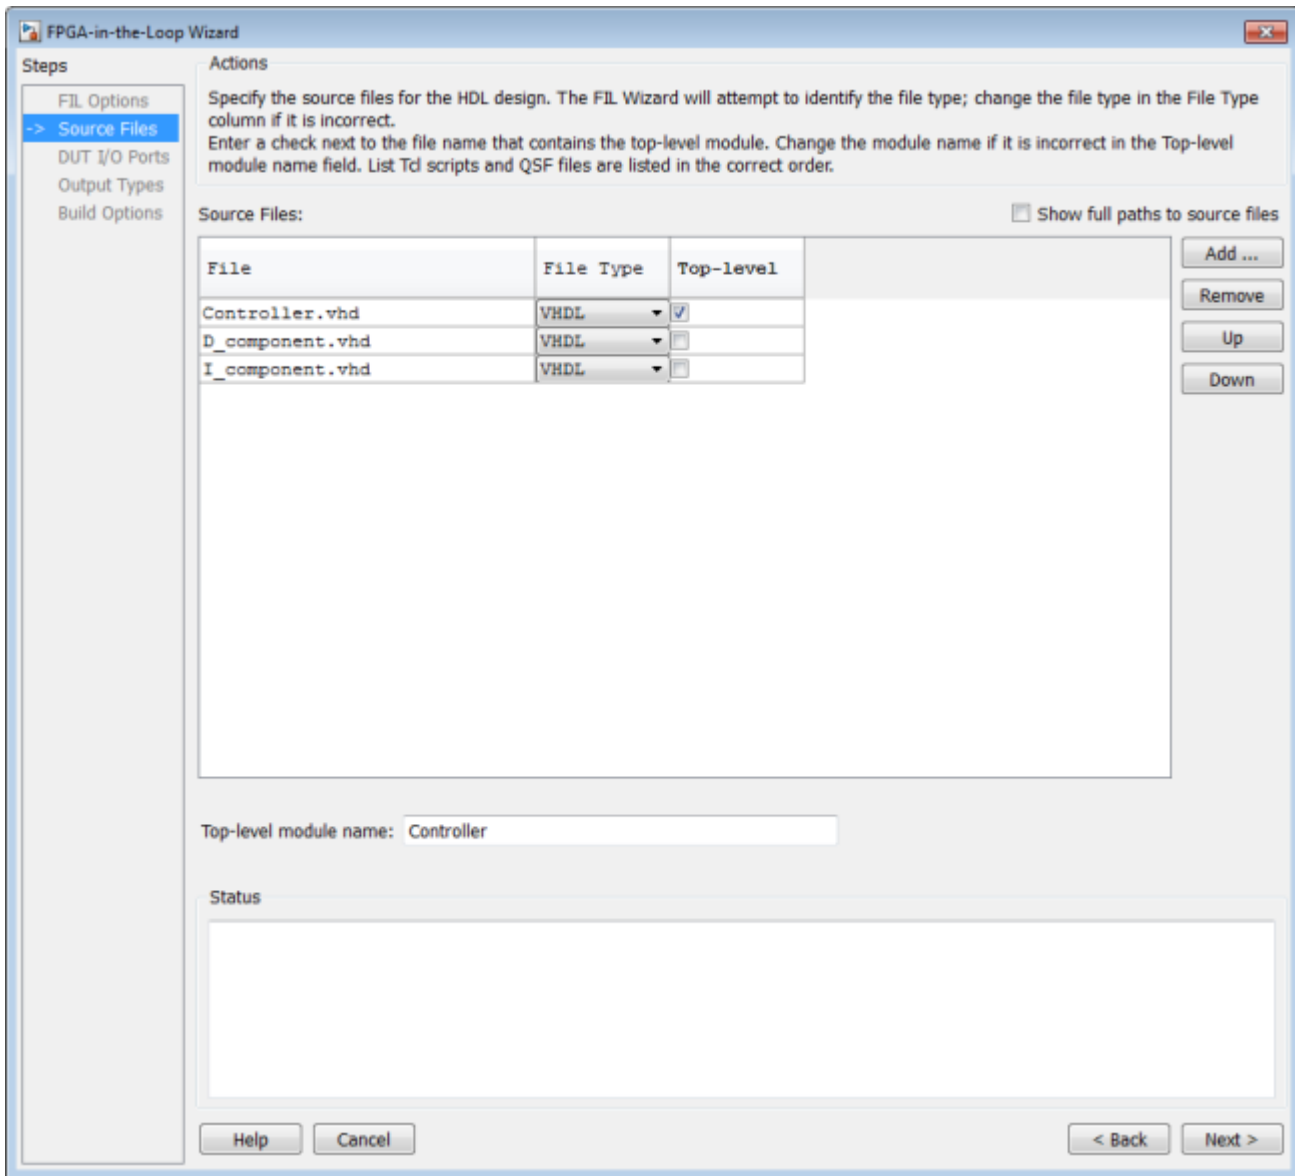 FPGA-in-the-Loop Wizard
Steps
FIL Options
-> Source Files
DUT I/O Ports
Output Types
Build Options
Actions
Specify the source files for the HDL design. The FIL Wizard will attempt to identify the file type; change the file type in the File Type
column if it is incorrect.
Enter a check next to the file name that contains the top-level module. Change the module name if it is incorrect in the Top-level
module name field. List Tcl scripts and QSF files are listed in the correct order.
Source Files: Show full paths to source files
File File Type Top-level
Controller.vhd VHDL
D_component.vhd VHDL
I_component.vhd VHDL
Add ...
Remove
Up
Down
Top-level module name: Controller
Status
Help Cancel < Back Next >